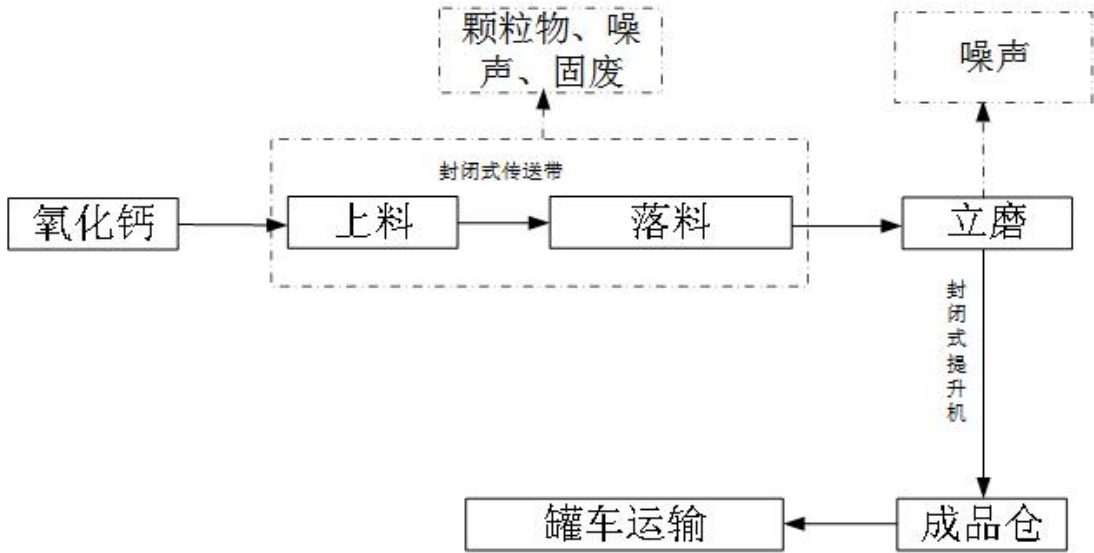 颗粒物、噪
声、固废
噪声
封闭式传送带
氧化钙
上料
落料
立磨
封闭式提升机
罐车运输
成品仓